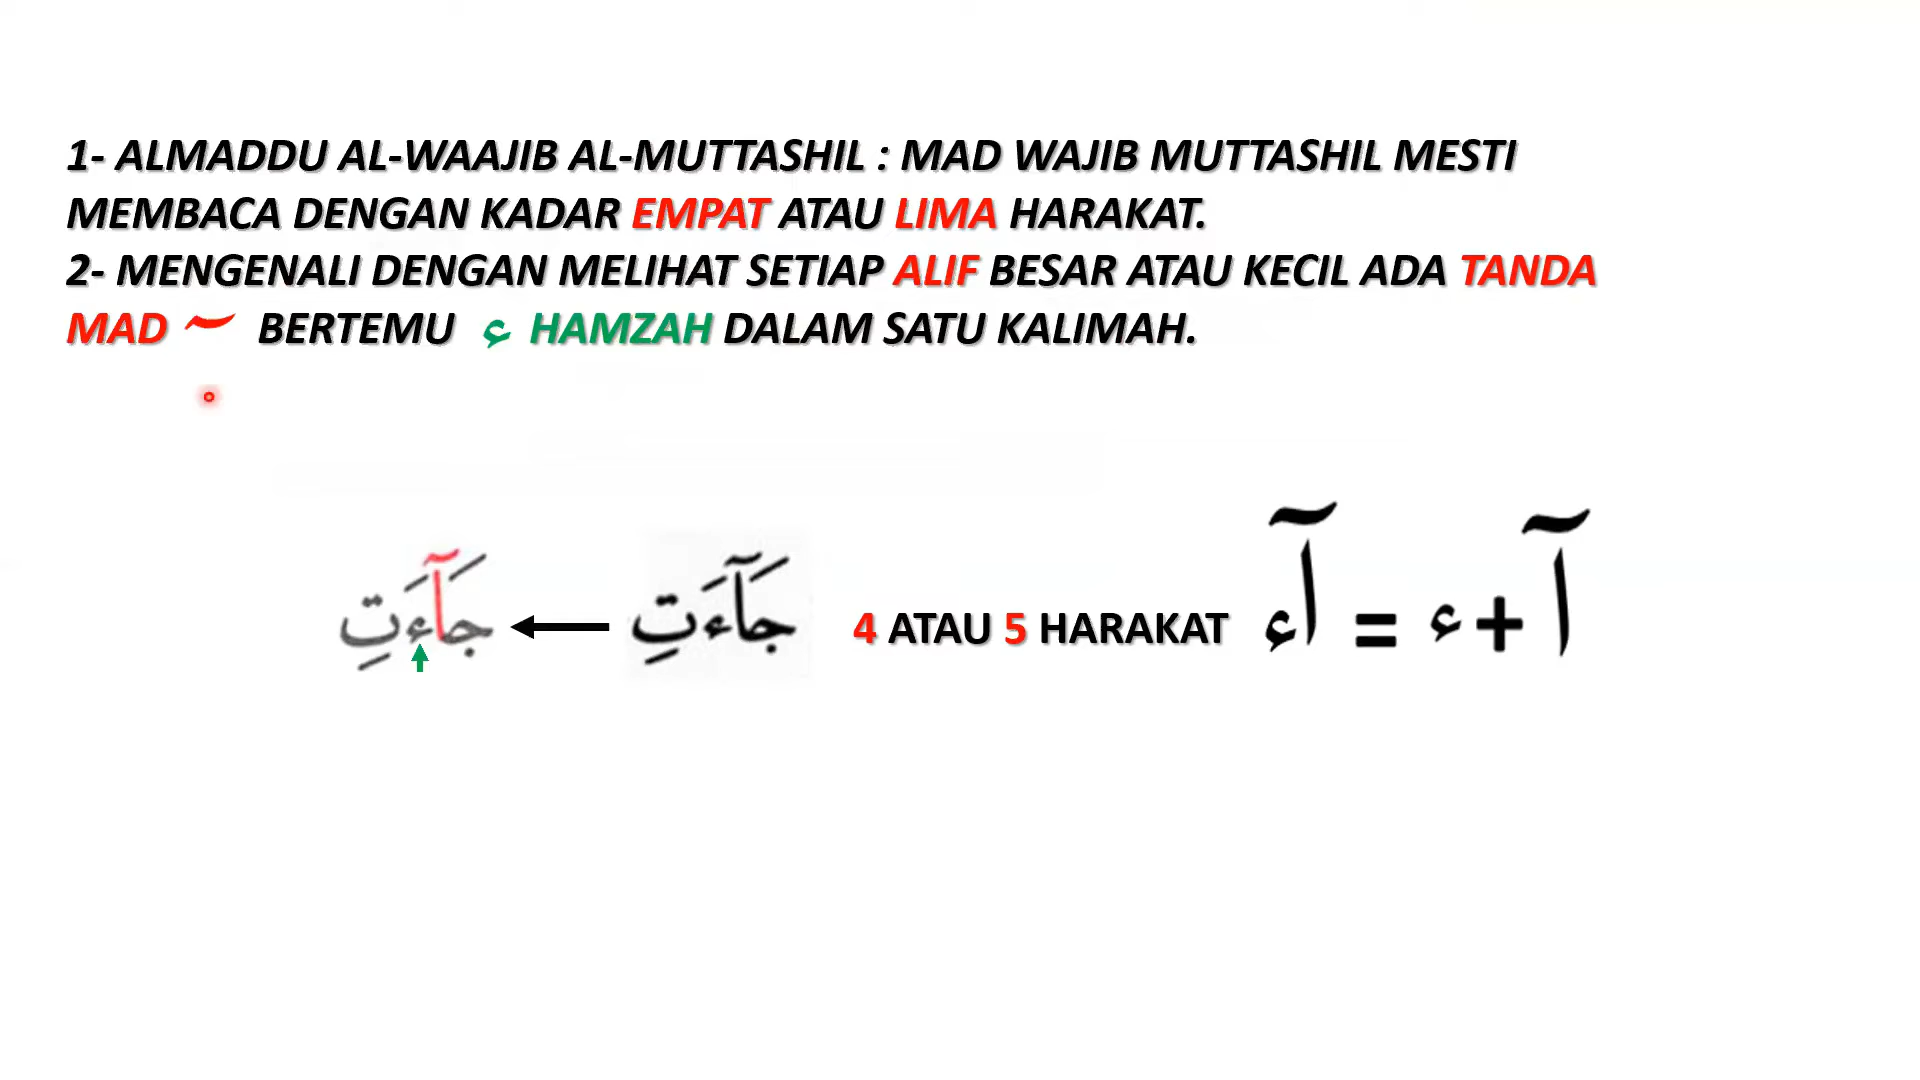 1- ALMADDU AL-WAAJIB AL-MUTTASHIL : MAD WAJIB MUTTASHIL MESTI
MEMBACA DENGAN KADAR EMPAT ATAU LIMA HARAKAT.
2- MENGENALI DENGAN MELIHAT SETIAP ALIF BESAR ATAU KECIL ADA TANDA
MAD ~ BERTEMU ء HAMZAH DALAM SATU KALIMAH.
آ + ء = آء 4 ATAU 5 HARAKAT جَآءَتِ ← جَآءَتِ